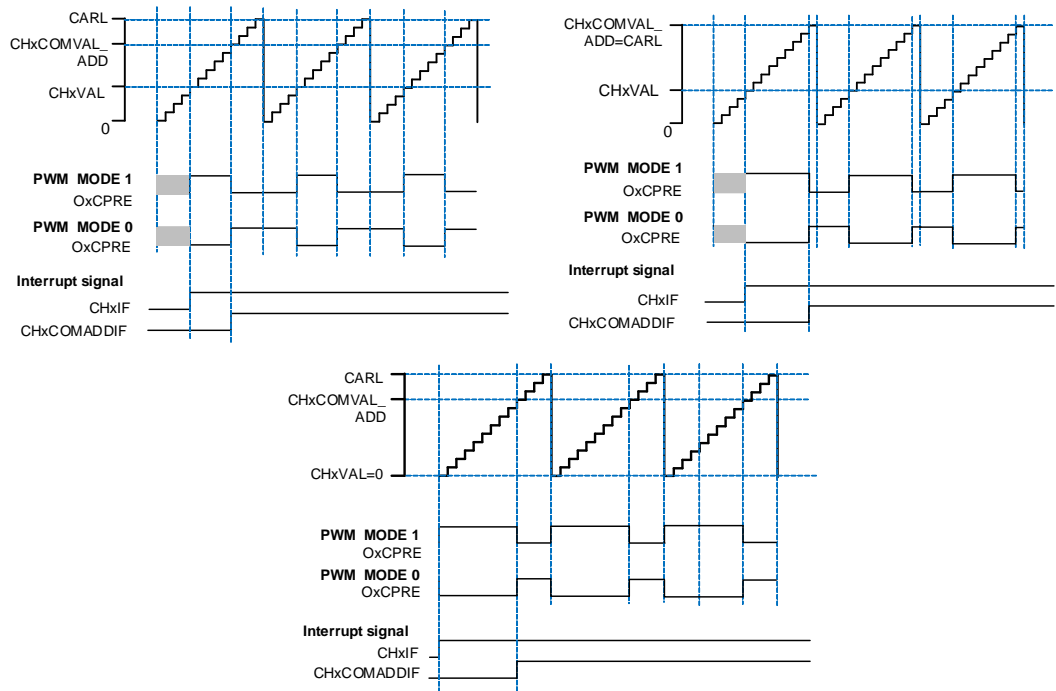 CARL
CHxCOMVAL_
ADD
CHxVAL
0
PWM MODE 1
OxCPRE
PWM MODE 0
OxCPRE
Interrupt signal
CHxIF
CHxCOMADDIF
CHxCOMVAL_
ADD=CARL
CHxVAL
0
PWM MODE 1
OxCPRE
PWM MODE 0
OxCPRE
Interrupt signal
CHxIF
CHxCOMADDIF
CARL
CHxCOMVAL_
ADD
CHxVAL=0
PWM MODE 1
OxCPRE
PWM MODE 0
OxCPRE
Interrupt signal
CHxIF
CHxCOMADDIF